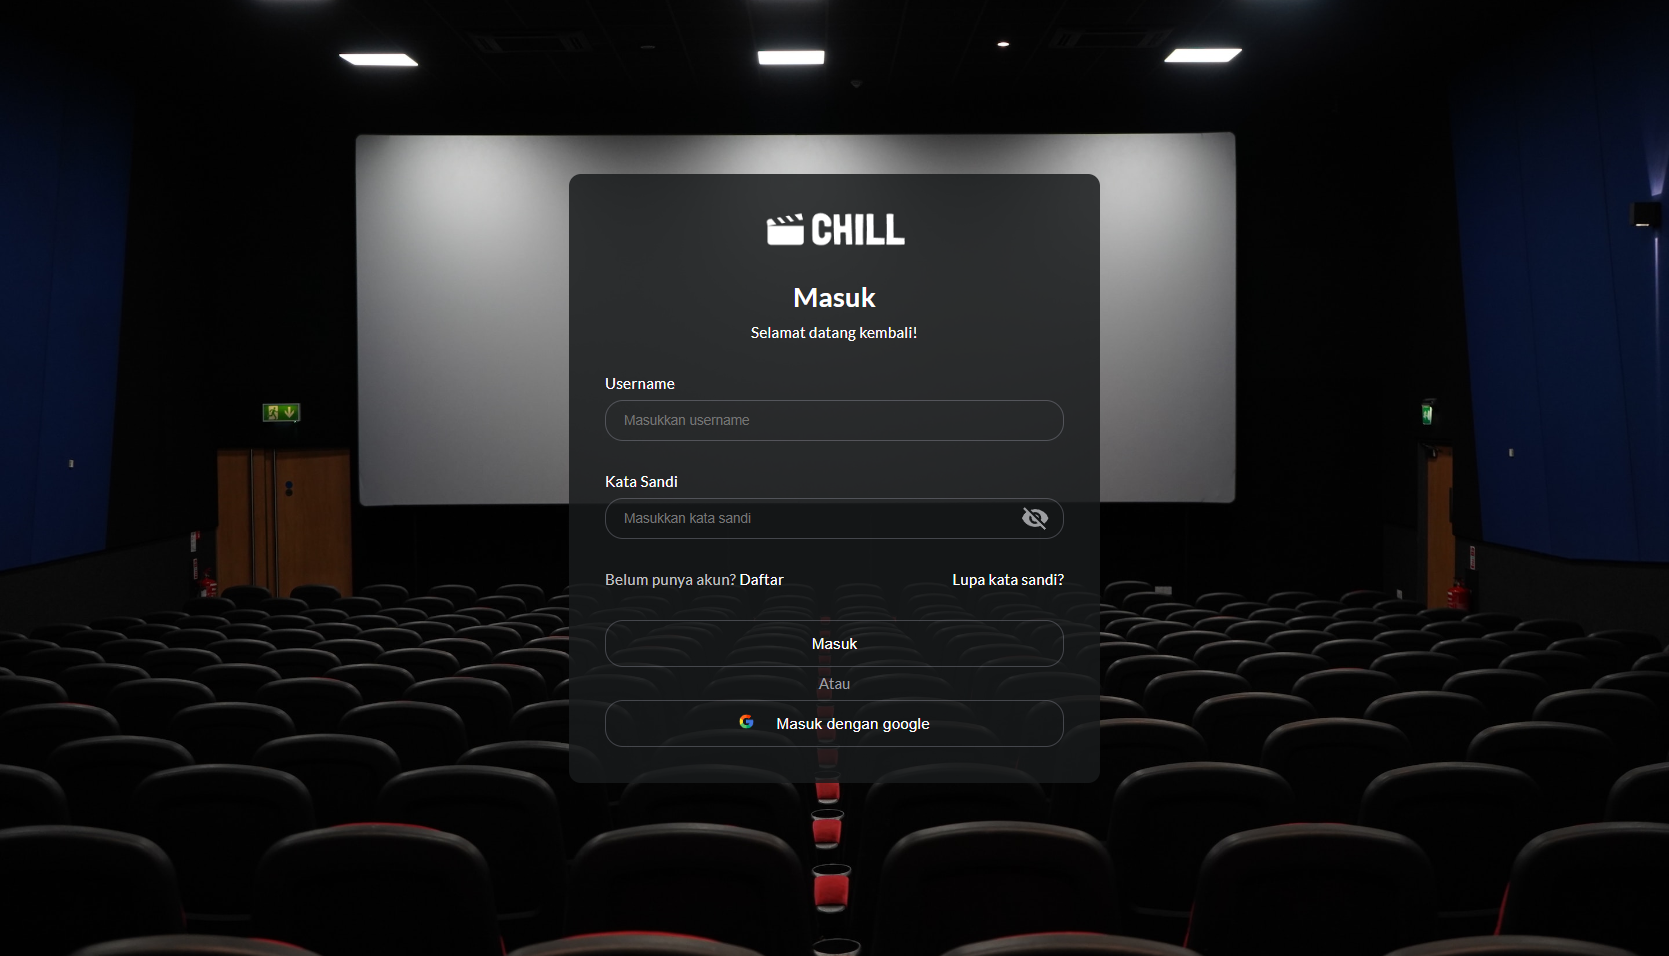 CHILL
Masuk
Selamat datang kembali!
Username
Masukkan username
Kata Sandi
Masukkan kata sandi
Belum punya akun? Daftar
Lupa kata sandi?
Masuk
Atau
Masuk dengan google